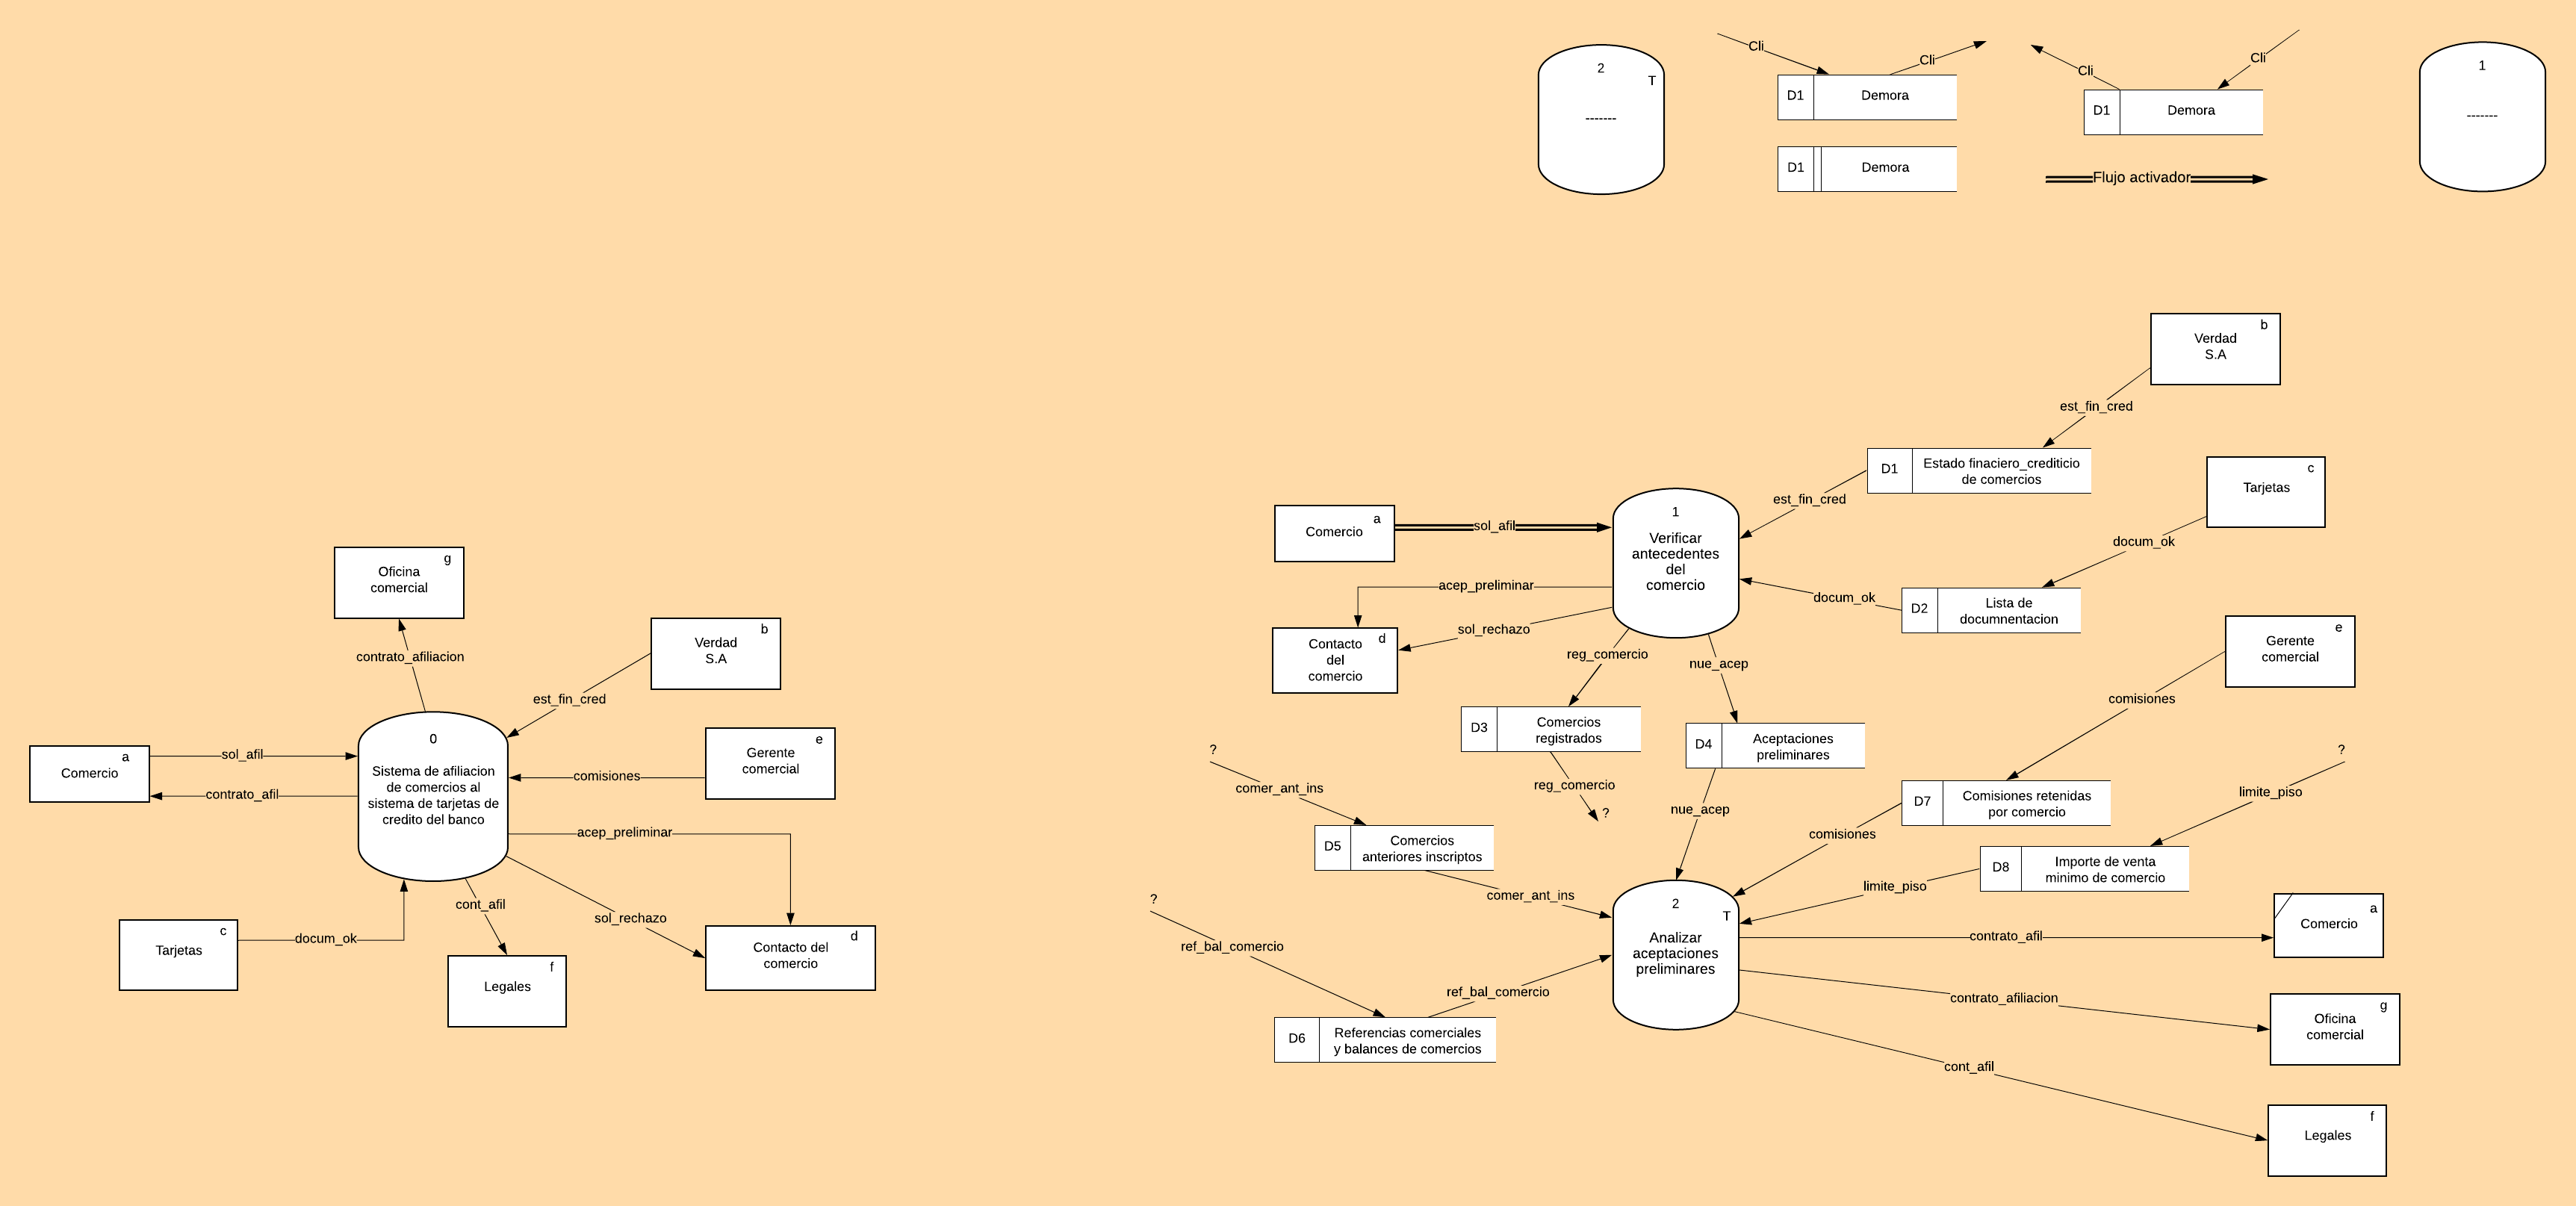 2
T
-------
Cli
Cli
D1
Demora
D1
Demora
Cli
Cli
D1
Demora
Flujo activador
1
-------
g
Oficina
comercial
contrato_afiliacion
b
Verdad
S.A
est_fin_cred
a
Comercio
sol_afil
contrato_afil
0
Sistema de afiliacion
de comercios al
sistema de tarjetas de
credito del banco
e
Gerente
comercial
comisiones
acep_preliminar
sol_rechazo
cont_afil
c
Tarjetas
docum_ok
f
Legales
d
Contacto del
comercio
b
Verdad
S.A
est_fin_cred
D1
Estado finaciero_crediticio
de comercios
est_fin_cred
c
Tarjetas
docum_ok
a
Comercio
sol_afil
1
Verificar
antecedentes
del
comercio
acep_preliminar
docum_ok
D2
Lista de
documnentacion
d
Contacto
del
comercio
sol_rechazo
reg_comercio
nue_acep
e
Gerente
comercial
comisiones
D3
Comercios
registrados
D4
Aceptaciones
preliminares
?
comer_ant_ins
reg_comercio
?
nue_acep
D7
Comisiones retenidas
por comercio
comisiones
?
limite_piso
D5
Comercios
anteriores inscriptos
comer_ant_ins
D8
Importe de venta
minimo de comercio
limite_piso
?
ref_bal_comercio
2
T
Analizar
aceptaciones
preliminares
contrato_afil
a
Comercio
ref_bal_comercio
D6
Referencias comerciales
y balances de comercios
contrato_afiliacion
g
Oficina
comercial
cont_afil
f
Legales